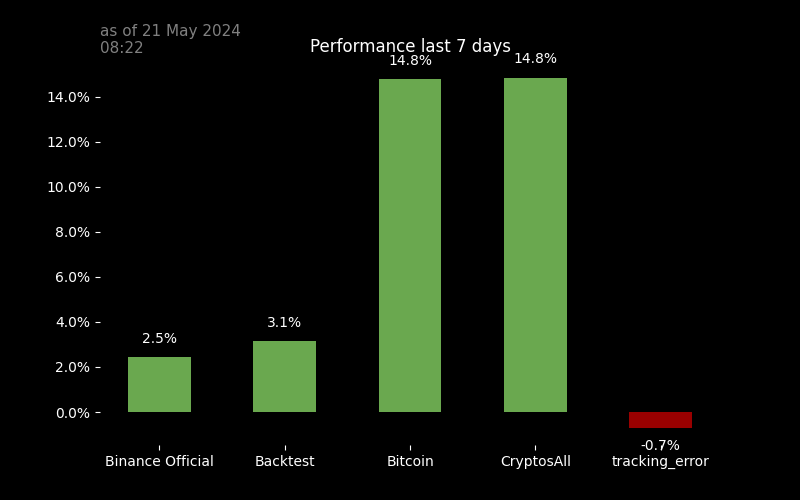 as of 21 May 2024
08:22
Performance last 7 days
14.8%
14.8%
14.0%
12.0%
10.0%
8.0%
6.0%
4.0%
3.1%
2.5%
2.0%
0.0%
-0.7%
Binance Official
Backtest
Bitcoin
CryptosAll
tracking_error